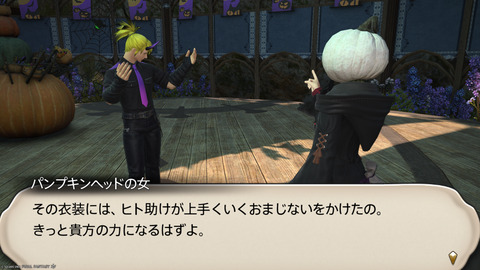 パンプキンヘッドの女
その衣装には、ヒト助けが上手くいくおまじないをかけたの。
きっと貴方の力になるはずよ。